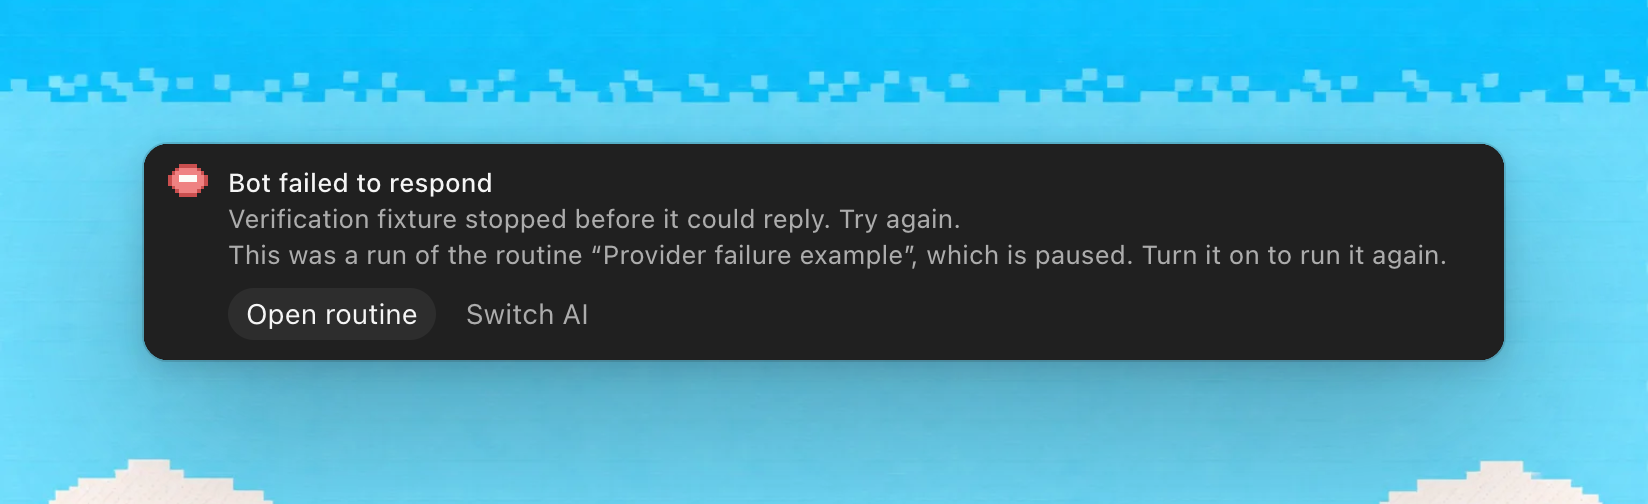 Bot failed to respond
Verification fixture stopped before it could reply. Try again.
This was a run of the routine “Provider failure example”, which is paused. Turn it on to run it again.
Open routine
Switch AI